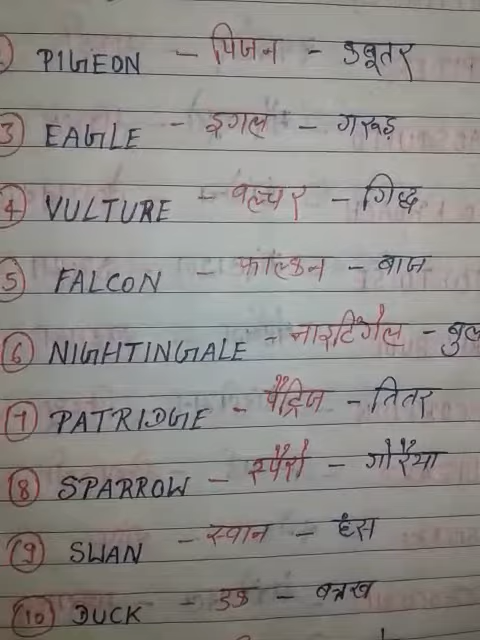 PIGEON - पिजन - कबूतर
3 EAGLE - इगल - गरूड़
4 VULTURE - वल्चर - गिद्ध
5 FALCON - फाल्कन - बाज
6 NIGHTINGALE - नाइटिंगेल - बुल
7 PATRIDGE - पैट्रिज - तितर
8 SPARROW - स्पैरो - गोरैया
9 SWAN - स्वान - हंस
10 DUCK - डक - बत्तख